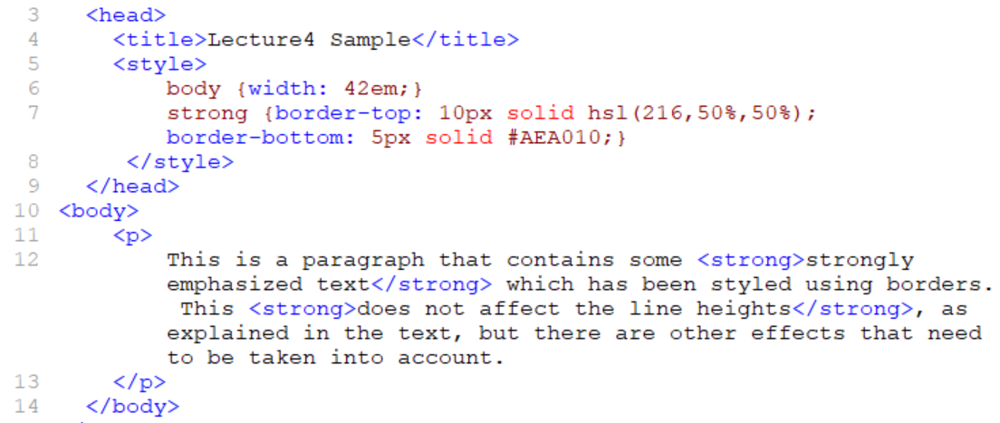 3 <head>
4 <title>Lecture4 Sample</title>
5 <style>
6 body {width: 42em;}
7 strong {border-top: 10px solid hsl(216,50%,50%);
border-bottom: 5px solid #AEA010;}
8 </style>
9 </head>
10 <body>
11 <p>
12 This is a paragraph that contains some <strong>strongly
emphasized text</strong> which has been styled using borders.
This <strong>does not affect the line heights</strong>, as
explained in the text, but there are other effects that need
to be taken into account.
13 </p>
14 </body>